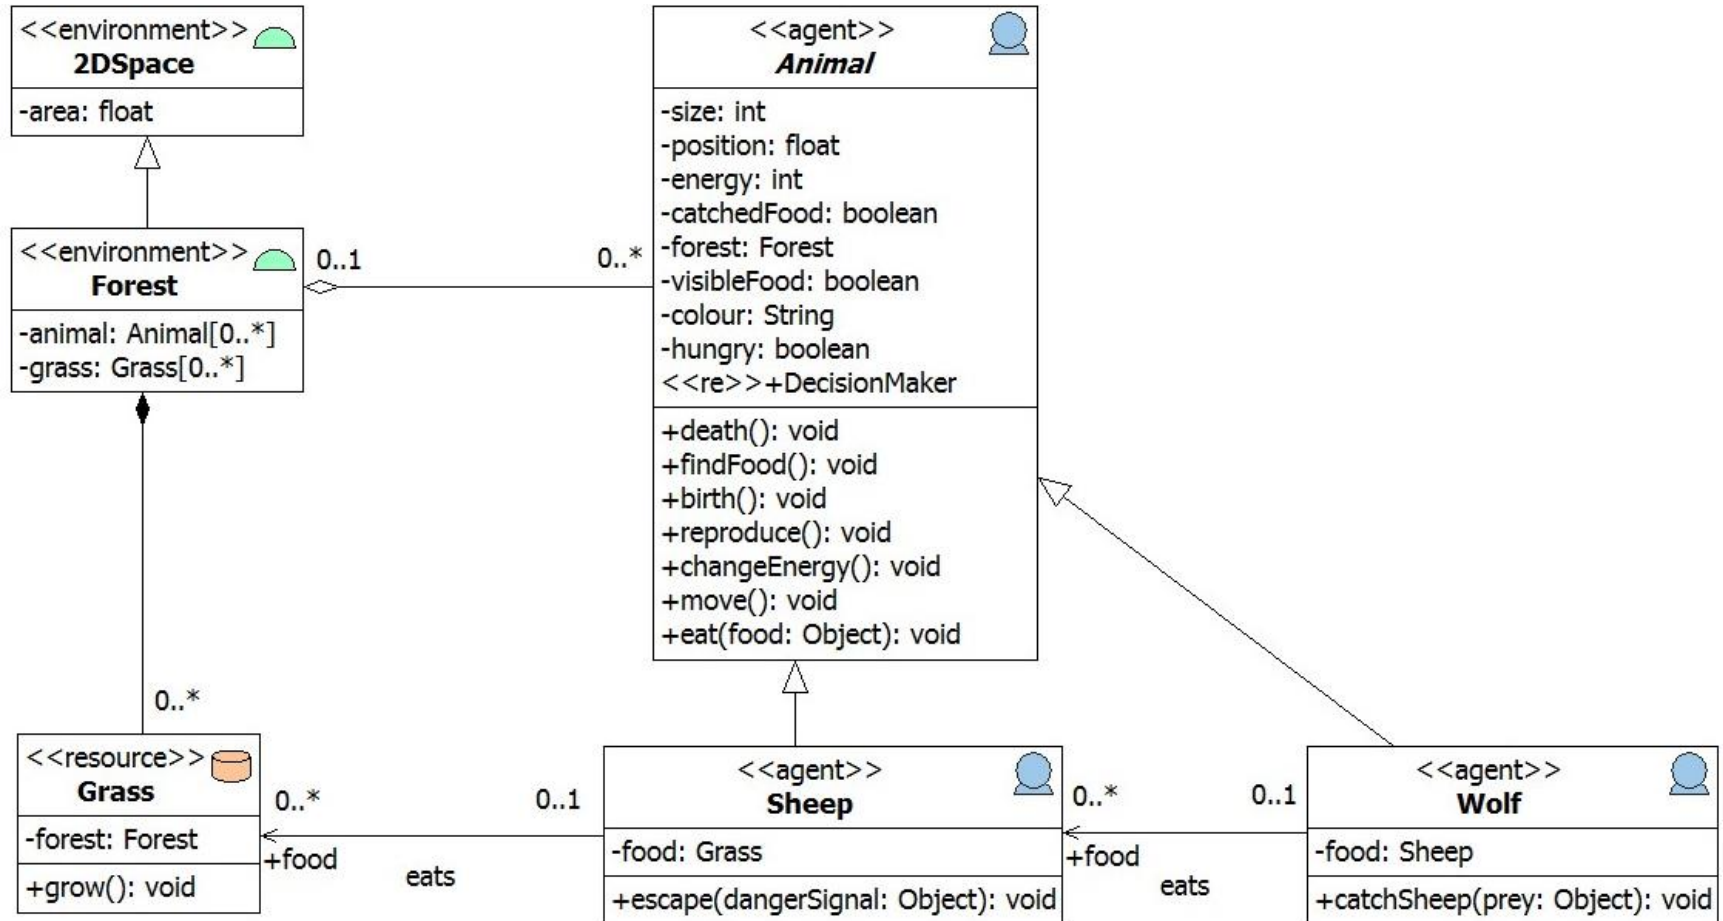 <<environment>>
2DSpace
-area: float
<<environment>>
Forest
-animal: Animal[0..*]
-grass: Grass[0..*]
0..1
0..*
<<agent>>
Animal
-size: int
-position: float
-energy: int
-catchedFood: boolean
-forest: Forest
-visibleFood: boolean
-colour: String
-hungry: boolean
<<re>>+DecisionMaker
+death(): void
+findFood(): void
+birth(): void
+reproduce(): void
+changeEnergy(): void
+move(): void
+eat(food: Object): void
0..*
<<resource>>
Grass
-forest: Forest
+grow(): void
0..*
0..1
+food
eats
<<agent>>
Sheep
-food: Grass
+escape(dangerSignal: Object): void
0..*
0..1
+food
eats
<<agent>>
Wolf
-food: Sheep
+catchSheep(prey: Object): void